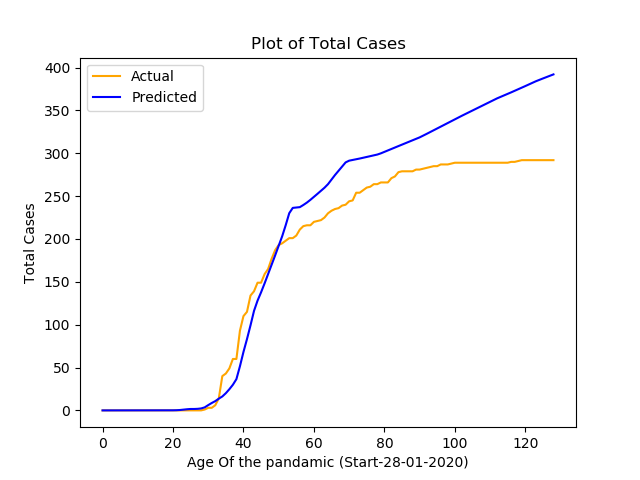 Plot of Total Cases
Actual
Predicted
400
350
300
250
200
150
100
50
0
Total Cases
0 20 40 60 80 100 120
Age Of the pandamic (Start-28-01-2020)